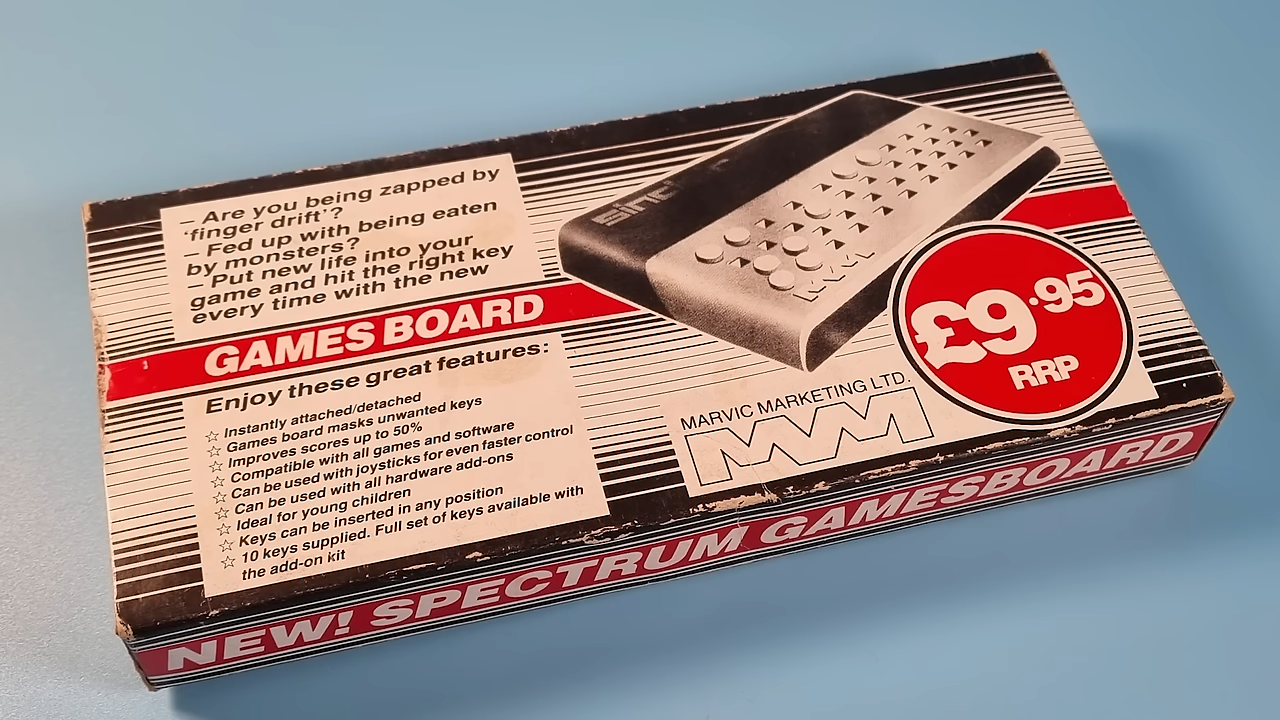 – Are you being zapped by
'finger drift'?
– Fed up with being eaten
by monsters?
– Put new life into your
game and hit the right key
every time with the new
GAMES BOARD
Enjoy these great features:
☆ Instantly attached/detached
☆ Games board masks unwanted keys
☆ Improves scores up to 50%
☆ Compatible with all games and software
☆ Can be used with joysticks for even faster control
☆ Can be used with all hardware add-ons
☆ Ideal for young children
☆ Keys can be inserted in any position
☆ 10 keys supplied. Full set of keys available with
the add-on kit
£9.95
RRP
MARVIC MARKETING LTD.
NEW! SPECTRUM GAMESBOARD